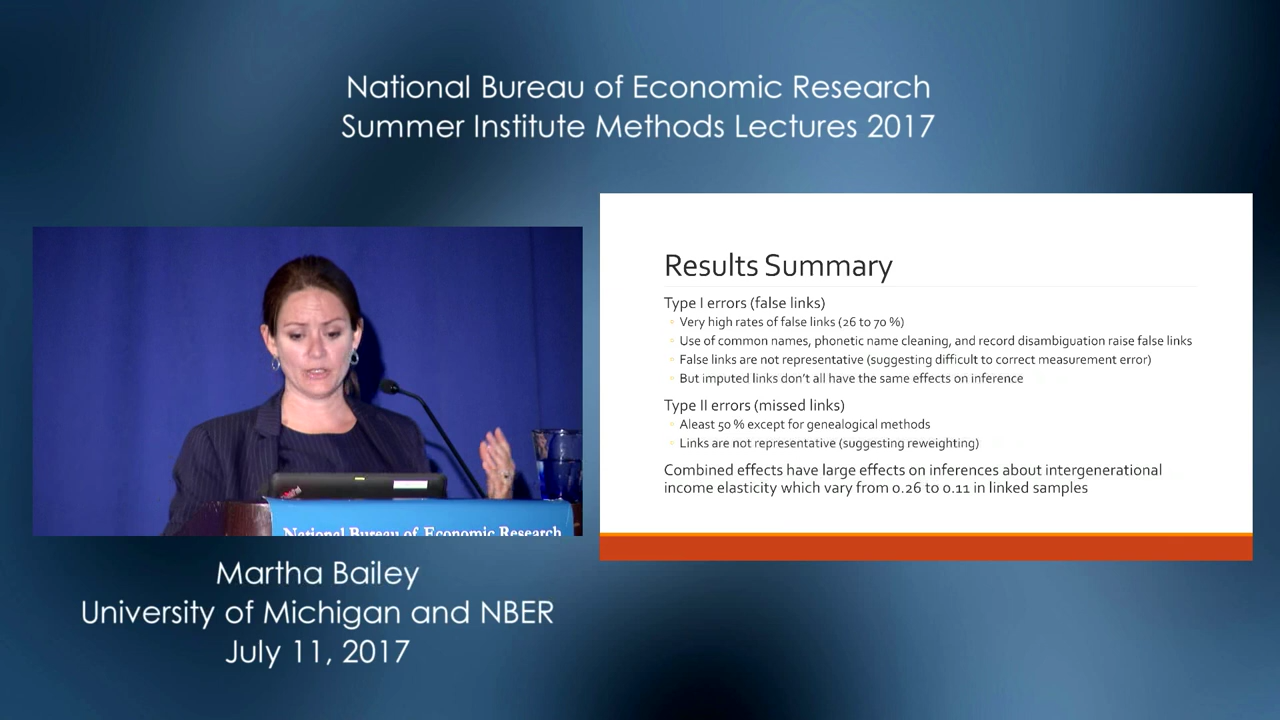 National Bureau of Economic Research
Summer Institute Methods Lectures 2017
Results Summary
Type I errors (false links)
Very high rates of false links (26 to 70 %)
Use of common names, phonetic name cleaning, and record disambiguation raise false links
False links are not representative (suggesting difficult to correct measurement error)
But imputed links don't all have the same effects on inference
Type II errors (missed links)
Aleast 50 % except for genealogical methods
Links are not representative (suggesting reweighting)
Combined effects have large effects on inferences about intergenerational
income elasticity which vary from 0.26 to 0.11 in linked samples
National Bureau of Economic Research
Martha Bailey
University of Michigan and NBER
July 11, 2017